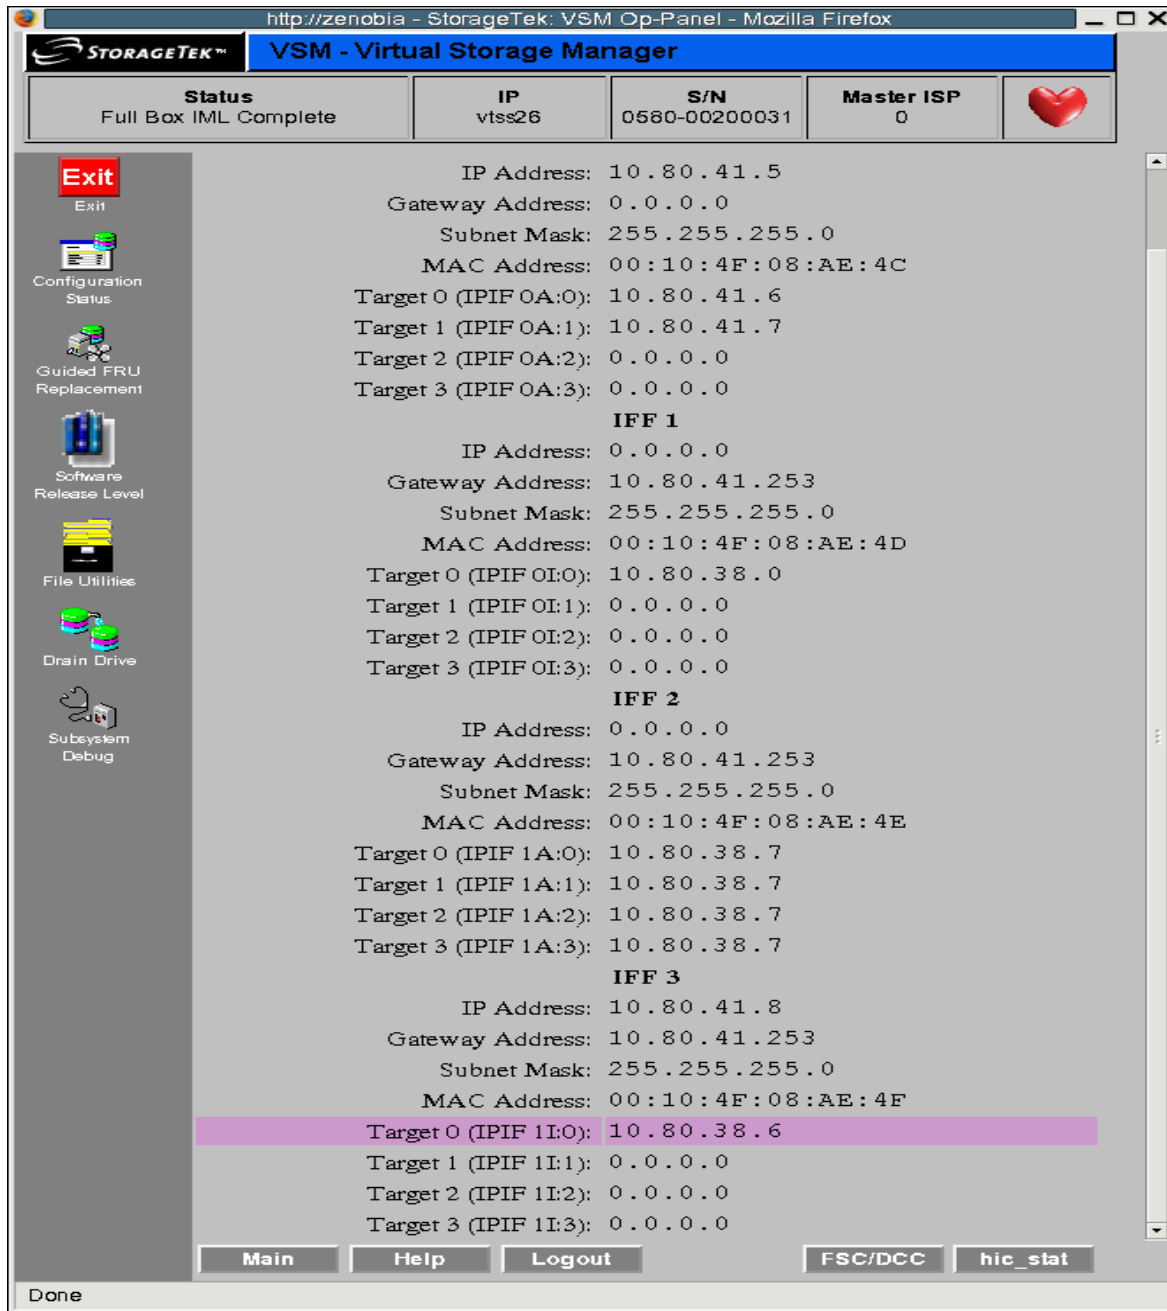 http://zenobia - StorageTek: VSM Op-Panel - Mozilla Firefox
STORAGETEK™ VSM - Virtual Storage Manager
Status IP S/N Master ISP
Full Box IML Complete vtss26 0580-00200031 0
Exit
Exit
Configuration
Status
Guided FRU
Replacement
Software
Release Level
File Utilities
Drain Drive
Subsystem
Debug
IP Address: 10.80.41.5
Gateway Address: 0.0.0.0
Subnet Mask: 255.255.255.0
MAC Address: 00:10:4F:08:AE:4C
Target 0 (IPIF 0A:0): 10.80.41.6
Target 1 (IPIF 0A:1): 10.80.41.7
Target 2 (IPIF 0A:2): 0.0.0.0
Target 3 (IPIF 0A:3): 0.0.0.0
IFF 1
IP Address: 0.0.0.0
Gateway Address: 10.80.41.253
Subnet Mask: 255.255.255.0
MAC Address: 00:10:4F:08:AE:4D
Target 0 (IPIF 0I:0): 10.80.38.0
Target 1 (IPIF 0I:1): 0.0.0.0
Target 2 (IPIF 0I:2): 0.0.0.0
Target 3 (IPIF 0I:3): 0.0.0.0
IFF 2
IP Address: 0.0.0.0
Gateway Address: 10.80.41.253
Subnet Mask: 255.255.255.0
MAC Address: 00:10:4F:08:AE:4E
Target 0 (IPIF 1A:0): 10.80.38.7
Target 1 (IPIF 1A:1): 10.80.38.7
Target 2 (IPIF 1A:2): 10.80.38.7
Target 3 (IPIF 1A:3): 10.80.38.7
IFF 3
IP Address: 10.80.41.8
Gateway Address: 10.80.41.253
Subnet Mask: 255.255.255.0
MAC Address: 00:10:4F:08:AE:4F
Target 0 (IPIF 1I:0): 10.80.38.6
Target 1 (IPIF 1I:1): 0.0.0.0
Target 2 (IPIF 1I:2): 0.0.0.0
Target 3 (IPIF 1I:3): 0.0.0.0
Main Help Logout FSC/DCC hic_stat
Done